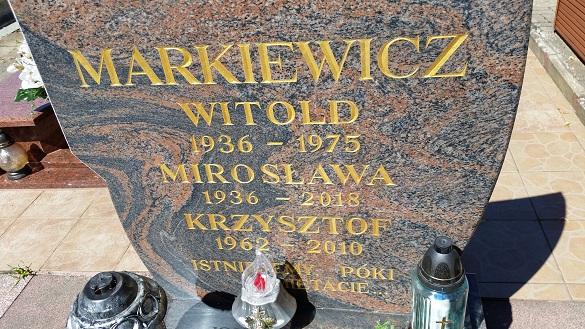 MARKIEWICZ
WITOLD
1936 – 1975
MIROSŁAWA
1936 – 2018
KRZYSZTOF
1962 – 2010
PÓKI